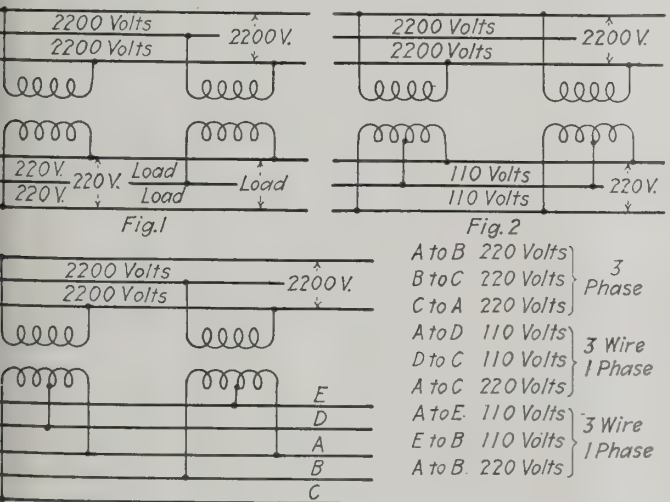 2200 Volts
2200 Volts
2200 V.
220 V.
220 V.
220 V.
Load
Load
Load
Fig. 1
2200 Volts
2200 Volts
2200 V.
110 Volts
110 Volts
220 V.
Fig. 2
2200 Volts
2200 Volts
2200 V.
E
D
A
B
C
A to B 220 Volts
B to C 220 Volts
C to A 220 Volts
3
Phase
A to D 110 Volts
D to C 110 Volts
A to C 220 Volts
3 Wire
1 Phase
A to E. 110 Volts
E to B 110 Volts
A to B. 220 Volts
3 Wire
1 Phase